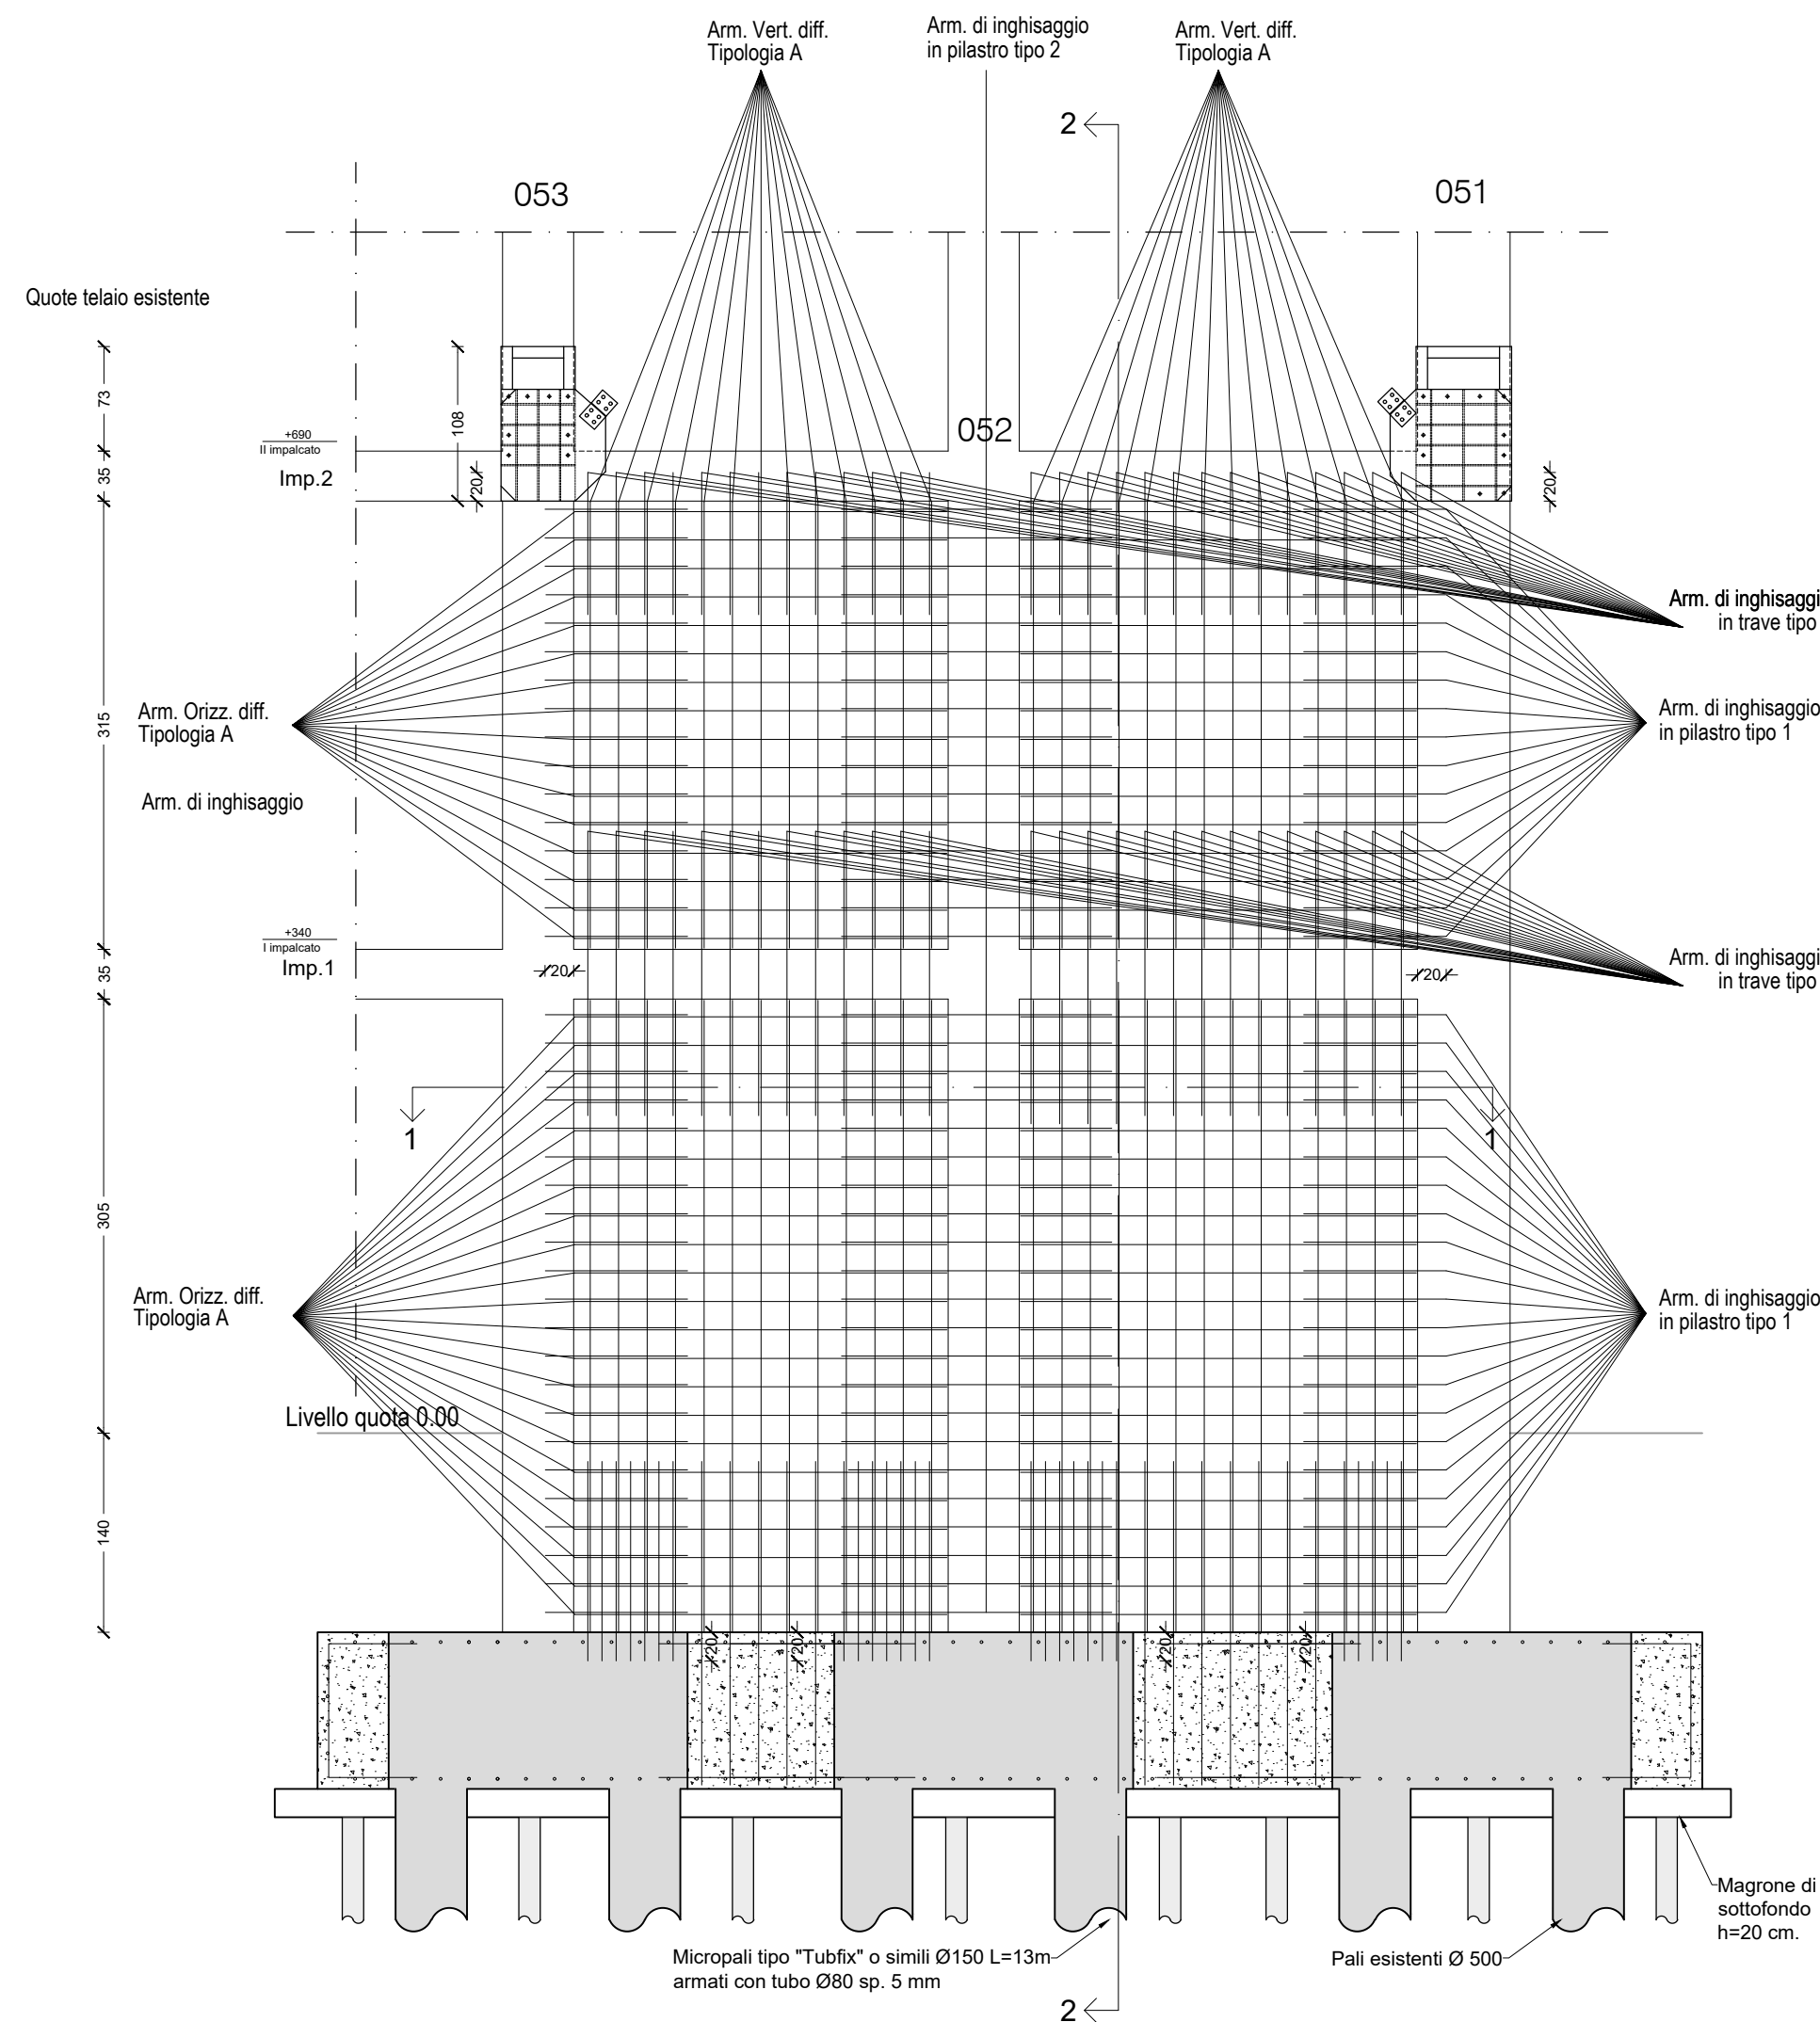 Arm. Vert. diff.
Tipologia A
Arm. di inghisaggio
in pilastro tipo 2
Arm. Vert. diff.
Tipologia A
2
053
051
Quote telaio esistente
73
108
+690
II impalcato
052
Imp.2
35
20
20
Arm. di inghisaggi
in trave tipo
315
Arm. Orizz. diff.
Tipologia A
Arm. di inghisaggio
in pilastro tipo 1
Arm. di inghisaggio
+340
I impalcato
Imp.1
35
20
20
Arm. di inghisaggi
in trave tipo
1
1
305
Arm. Orizz. diff.
Tipologia A
Arm. di inghisaggio
in pilastro tipo 1
Livello quota 0.00
140
20
20
20
20
Magrone di
sottofondo
h=20 cm.
Micropali tipo "Tubfix" o simili Ø150 L=13m
armati con tubo Ø80 sp. 5 mm
Pali esistenti Ø 500
2